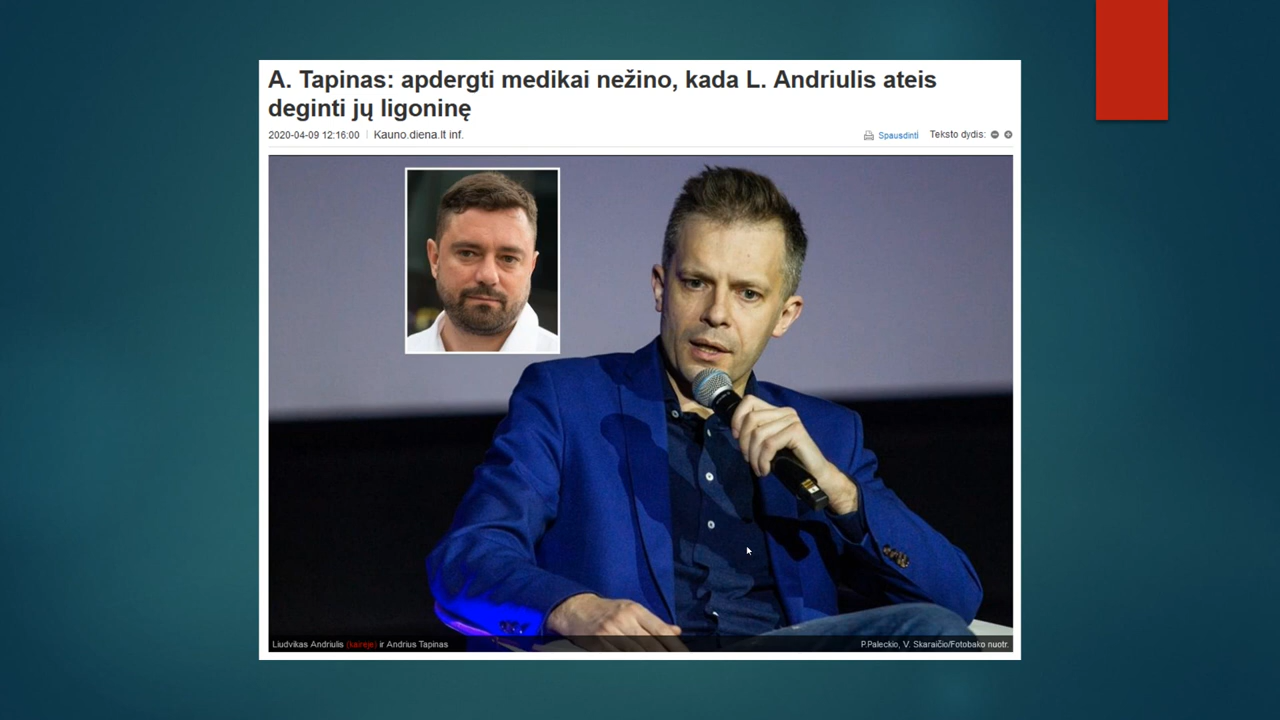 A. Tapinas: apdergti medikai nežino, kada L. Andriulis ateis
deginti jų ligoninę
2020-04-09 12:16:00 | Kauno.diena.lt inf.
Spausdinti Teksto dydis:
Liudvikas Andriulis (kairėje) ir Andrius Tapinas
P.Paleckio, V. Skaraičio/Fotobako nuotr.